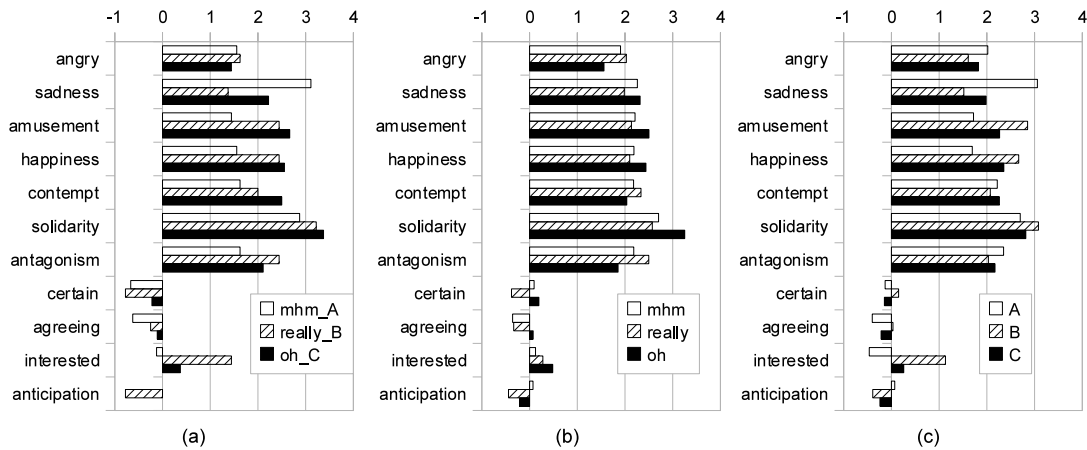 -1 0 1 2 3 4
angry
sadness
amusement
happiness
contempt
solidarity
antagonism
certain
agreeing
interested
anticipation
mhm_A
really_B
oh_C
(a)
-1 0 1 2 3 4
angry
sadness
amusement
happiness
contempt
solidarity
antagonism
certain
agreeing
interested
anticipation
mhm
really
oh
(b)
-1 0 1 2 3 4
angry
sadness
amusement
happiness
contempt
solidarity
antagonism
certain
agreeing
interested
anticipation
A
B
C
(c)